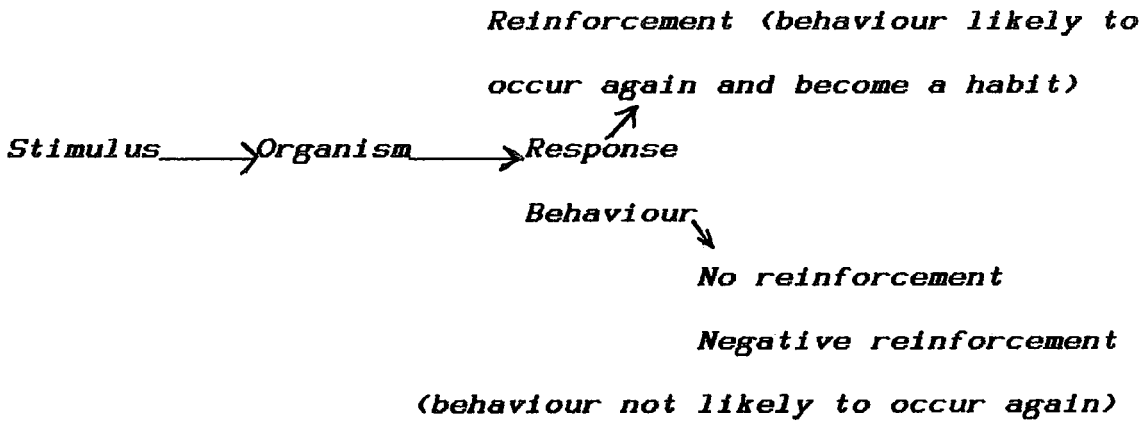 Reinforcement (behaviour likely to
occur again and become a habit)
Stimulus Organism Response
Behaviour
No reinforcement
Negative reinforcement
(behaviour not likely to occur again)